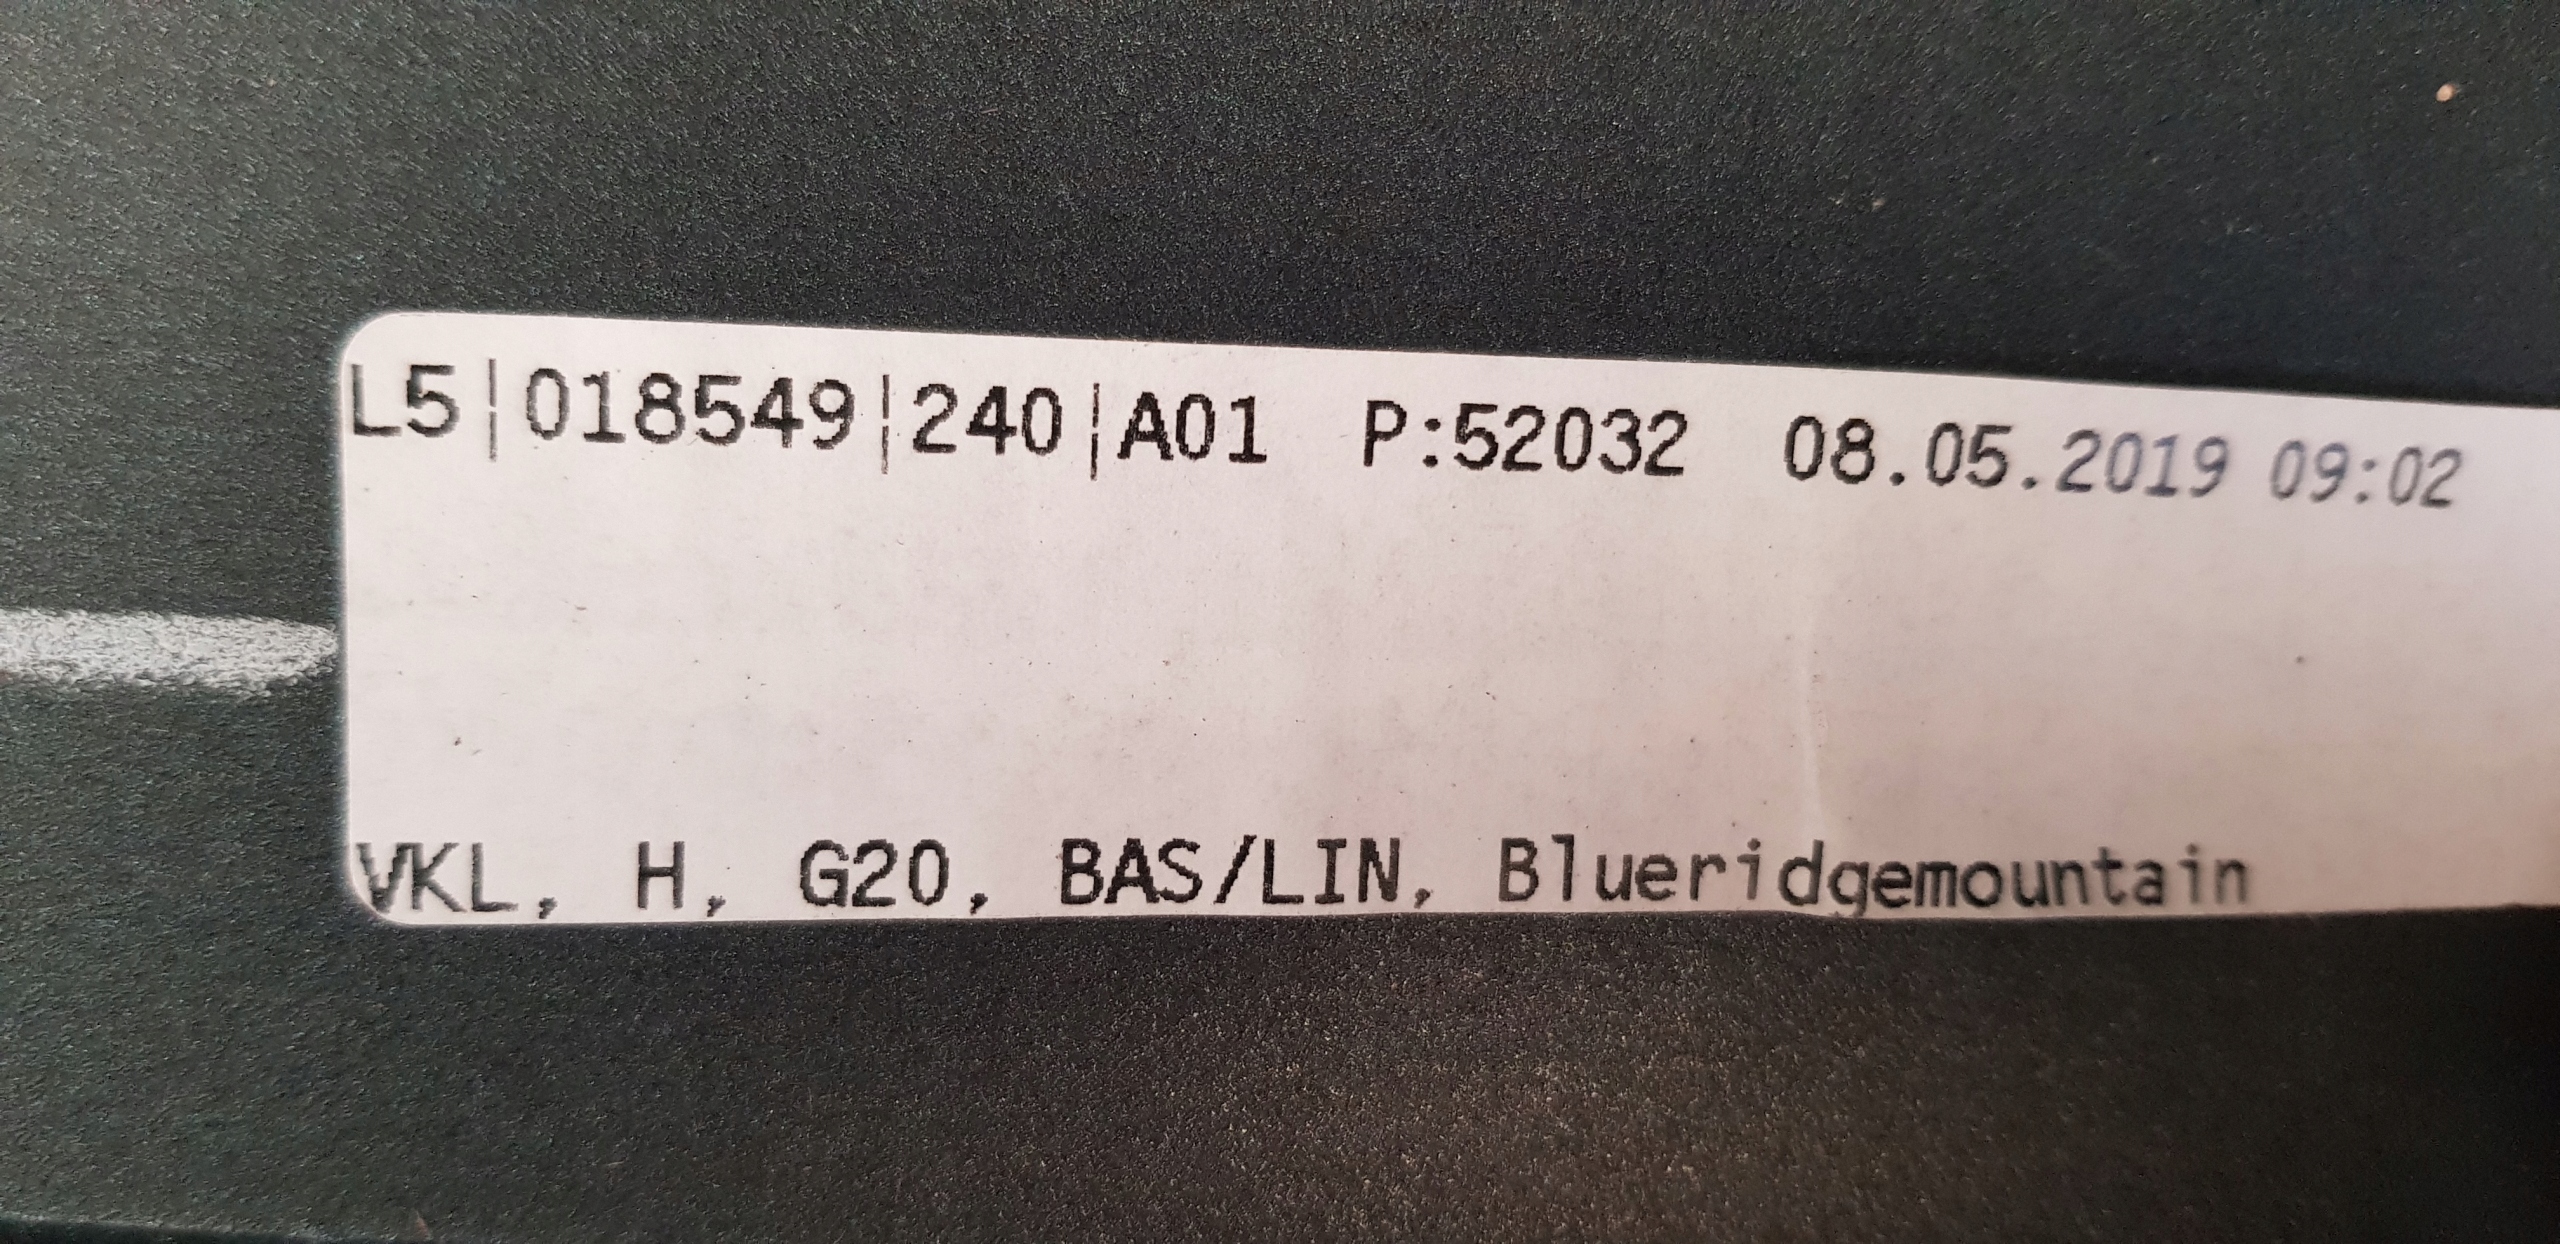 L5|018549|240|A01 P:52032 08.05.2019 09:02
VKL, H, G20, BAS/LIN, Blueridgemountain